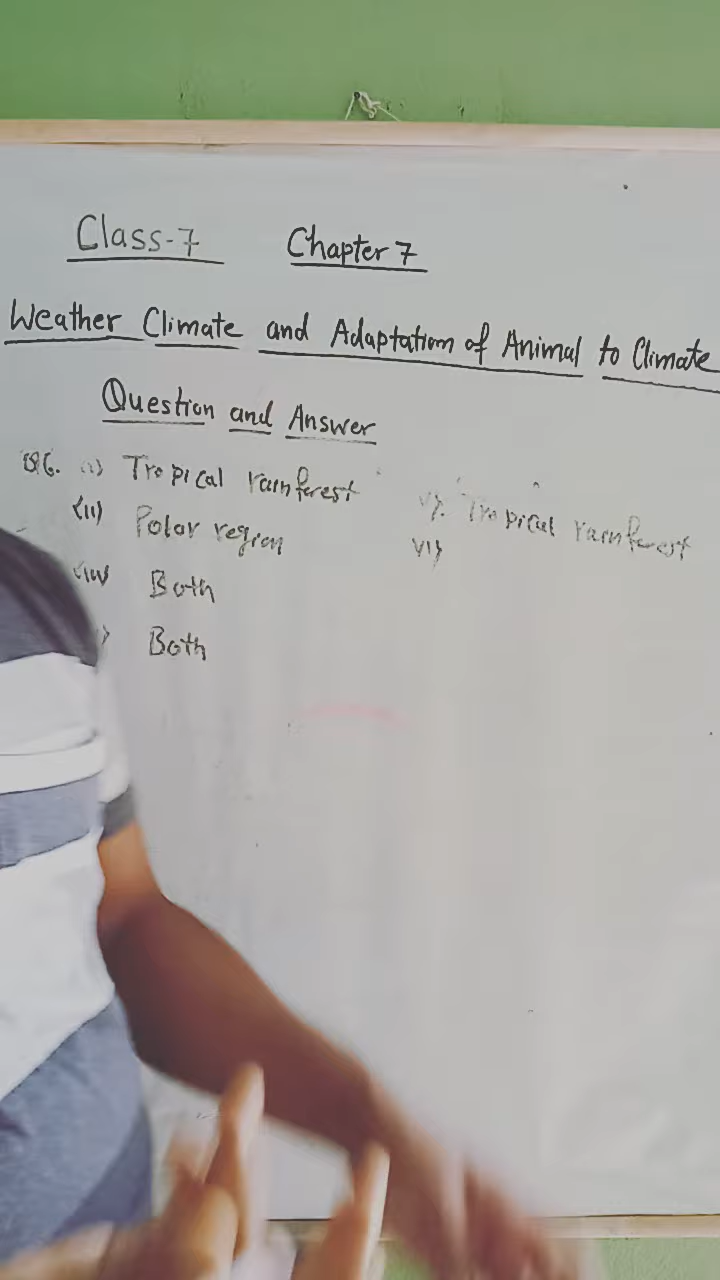 Class-7 Chapter 7
Weather Climate and Adaptation of Animal to Climate
Question and Answer
Q6. (i) Tropical rainforest
(ii) Polar region
(iii) Both
) Both
v). Tropical rainforest
vi)